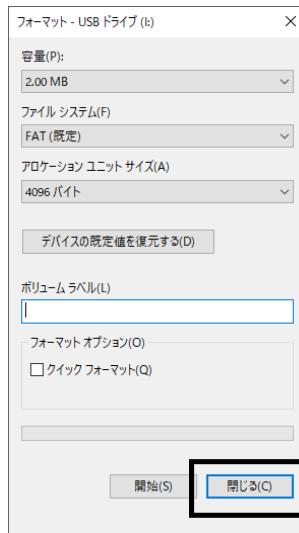 フォーマット - USB ドライブ (I:)
容量(P):
2.00 MB
ファイル システム(F)
FAT (既定)
アロケーション ユニット サイズ(A)
4096 バイト
デバイスの既定値を復元する(D)
ボリューム ラベル(L)
フォーマット オプション(O)
クイック フォーマット(Q)
開始(S)
閉じる(C)